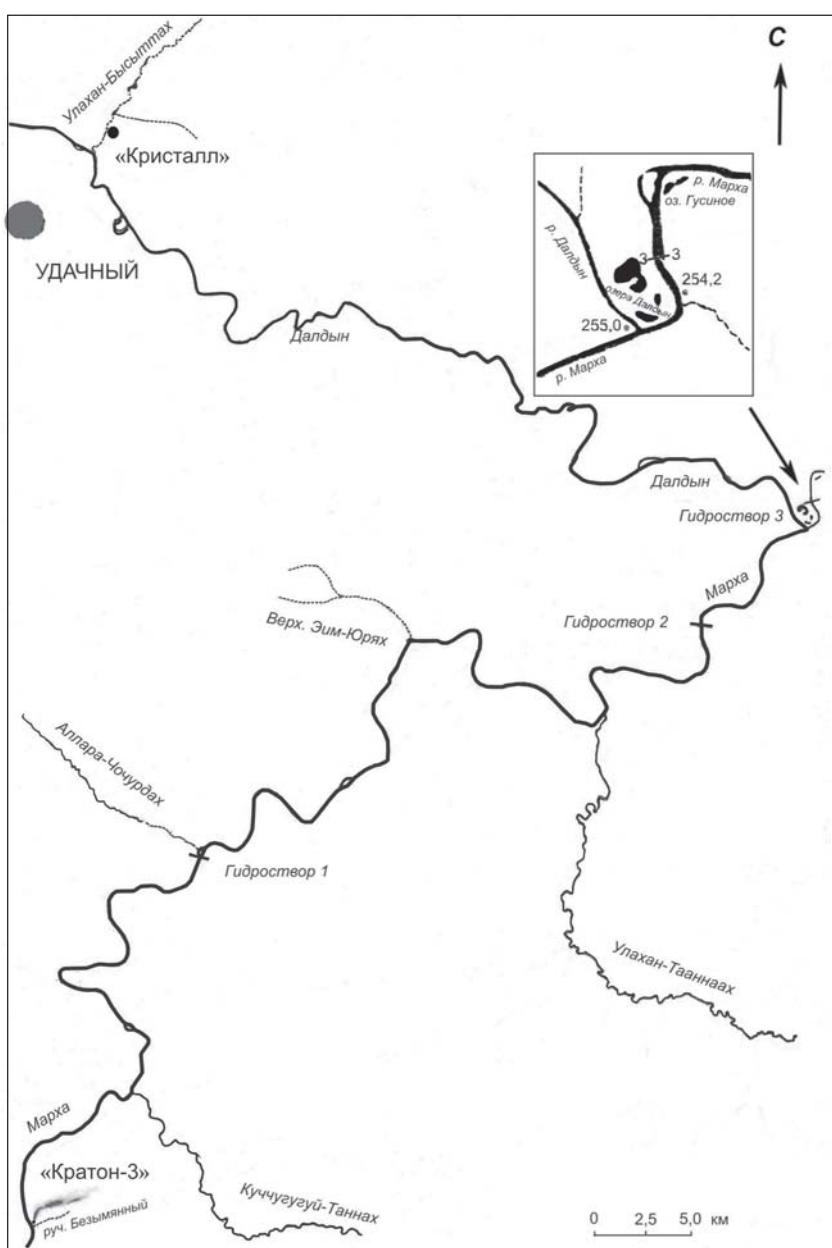 С
Улахан-Бысыттах
«Кристалл»
УДАЧНЫЙ
р. Марха
оз. Гусиное
р. Далдын
3 3
254,2
озера Далдын
255,0
р. Марха
Далдын
Далдын
Гидроствор 3
Марха
Гидроствор 2
Верх. Эим-Юрях
Аллара-Чочурдах
Гидроствор 1
Улахан-Тааннаах
Марха
«Кратон-3»
руч. Безымянный
Куччугугуй-Таннах
0 2,5 5,0 км